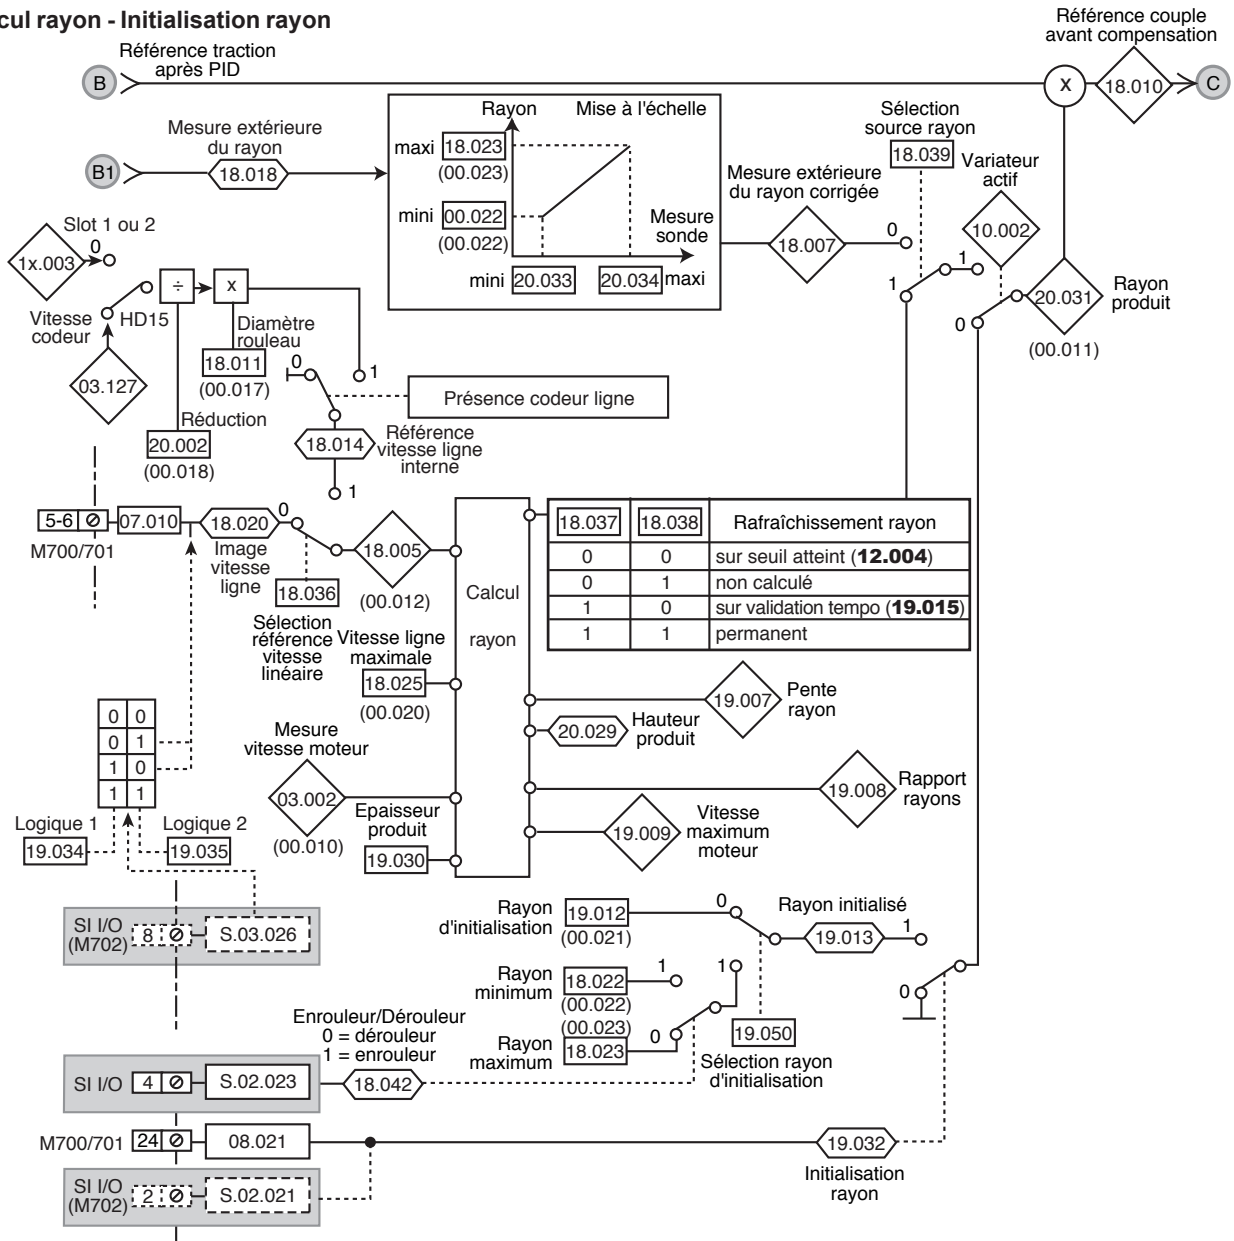 cul rayon - Initialisation rayon
Référence couple
avant compensation
Référence traction
après PID
B
X
18.010
C
Rayon
Mise à l'échelle
Sélection
source rayon
18.039
Mesure extérieure
du rayon
B1
18.018
maxi
18.023
(00.023)
mini
00.022
(00.022)
Mesure
sonde
mini
20.033
20.034
maxi
Mesure extérieure
du rayon corrigée
18.007
0
1
1
Variateur
actif
10.002
0
20.031
Rayon
produit
(00.011)
Slot 1 ou 2
0
1x.003
÷
x
HD15
Vitesse
codeur
03.127
Diamètre
rouleau
18.011
(00.017)
0
1
Présence codeur ligne
Réduction
20.002
(00.018)
18.014
Référence
vitesse ligne
interne
1
5-6
07.010
18.020
0
M700/701
Image
vitesse
ligne
18.036
18.005
(00.012)
Sélection
référence
vitesse
linéaire
Vitesse ligne
maximale
18.025
(00.020)
Calcul
rayon
18.037 18.038 Rafraîchissement rayon
0 0 sur seuil atteint (12.004)
0 1 non calculé
1 0 sur validation tempo (19.015)
1 1 permanent
19.007
Pente
rayon
20.029
Hauteur
produit
0 0
0 1
1 0
1 1
Mesure
vitesse moteur
03.002
(00.010)
Epaisseur
produit
19.030
19.008
Rapport
rayons
19.009
Vitesse
maximum
moteur
Logique 1
19.034
Logique 2
19.035
SI I/O
(M702)
8
S.03.026
Rayon
d'initialisation
19.012
(00.021)
0
Rayon initialisé
19.013
1
Rayon
minimum
18.022
(00.022)
1
1
0
(00.023)
Rayon
maximum
18.023
0
19.050
Sélection rayon
d'initialisation
Enrouleur/Dérouleur
0 = dérouleur
1 = enrouleur
SI I/O
4
S.02.023
18.042
M700/701
24
08.021
19.032
Initialisation
rayon
SI I/O
(M702)
2
S.02.021